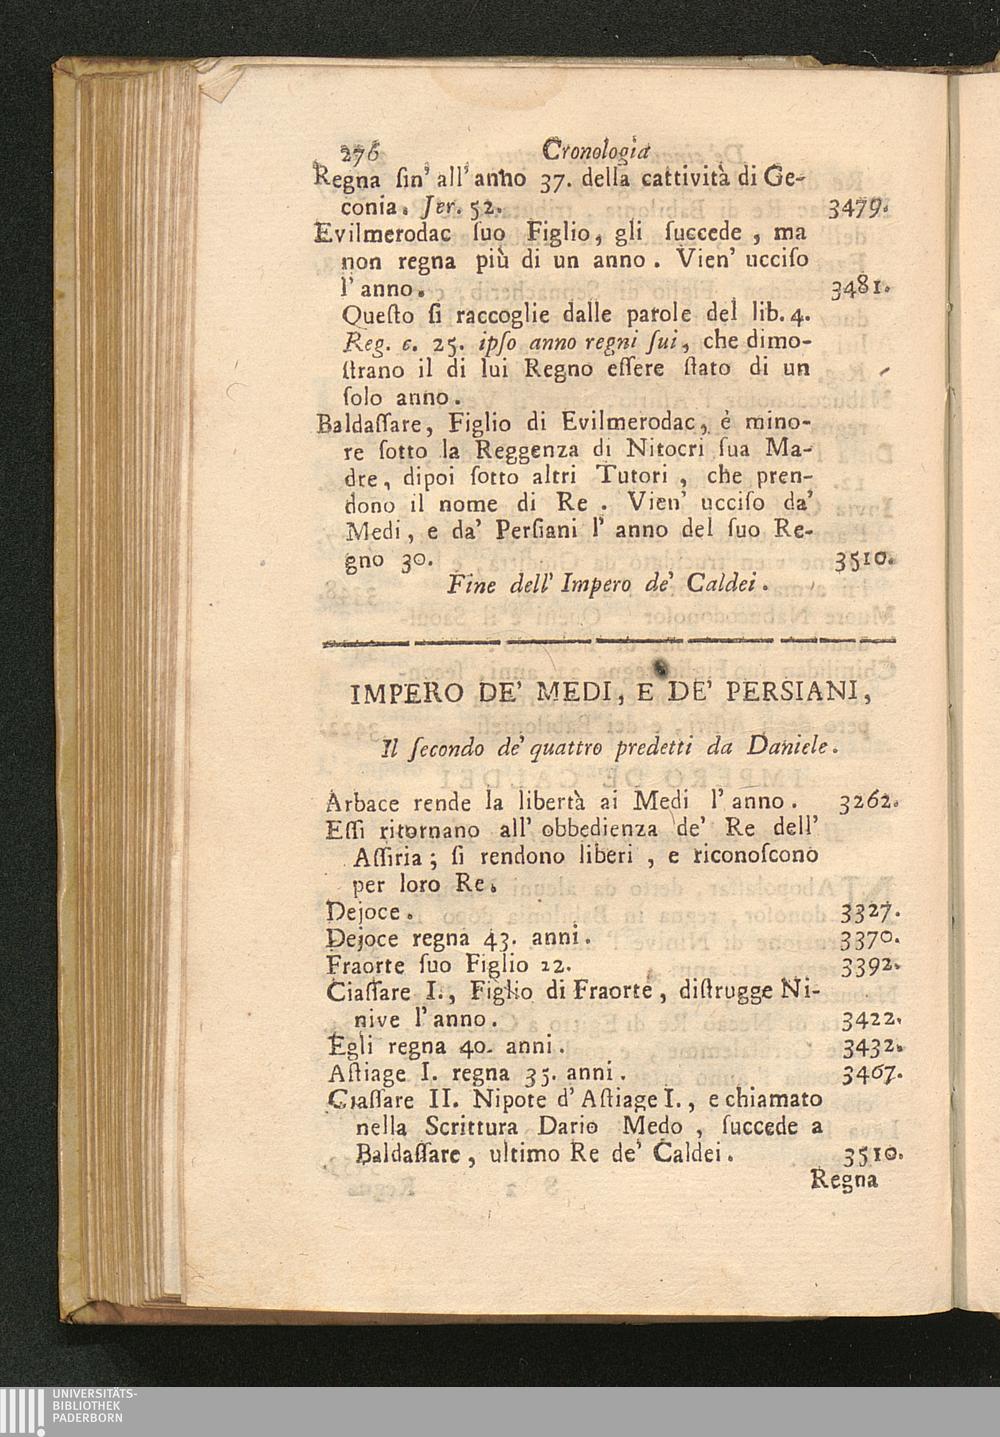 276 Cronologia
Regna ſin' all' anno 37. della cattività di Ge-
conia. Jer. 52. 3479.
Evilmerodac ſuo Figlio, gli ſuccede, ma
non regna più di un anno. Vien' ucciſo
l'anno. 3481.
Queſto ſi raccoglie dalle parole del lib. 4.
Reg. c. 25. ipſo anno regni ſui, che dimo-
ſtrano il di lui Regno eſſere ſtato di un
ſolo anno.
Baldaſſare, Figlio di Evilmerodac, è mino-
re ſotto la Reggenza di Nitocri ſua Ma-
dre, dipoi ſotto altri Tutori, che pren-
dono il nome di Re. Vien' ucciſo da'
Medi, e da' Perſiani l' anno del ſuo Re-
gno 30. 3510.
Fine dell' Impero de' Caldei.
IMPERO DE' MEDI, E DE' PERSIANI,
Il ſecondo de' quattro predetti da Daniele.
Arbace rende la libertà ai Medi l'anno. 3262.
Eſſi ritornano all' obbedienza de' Re dell'
Aſſiria; ſi rendono liberi, e riconoſcono
per loro Re.
Dejoce. 3327.
Dejoce regna 43. anni. 3370.
Fraorte ſuo Figlio 22. 3392.
Ciaſſare I., Figlio di Fraorte, diſtrugge Ni-
nive l'anno. 3422.
Egli regna 40. anni. 3432.
Aſtiage I. regna 35. anni. 3467.
Ciaſſare II. Nipote d' Aſtiage I., e chiamato
nella Scrittura Dario Medo, ſuccede a
Baldaſſare, ultimo Re de' Caldei. 3510.
Regna
UNIVERSITÄTS-
BIBLIOTHEK
PADERBORN